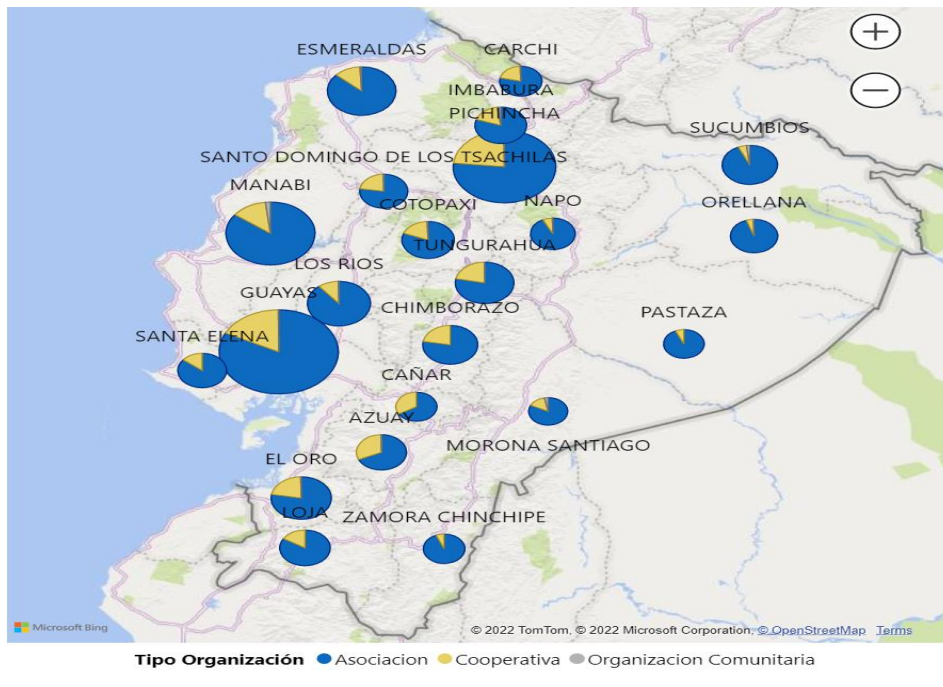 ESMERALDAS
CARCHI
IMBABURA
PICHINCHA
SUCUMBIOS
SANTO DOMINGO DE LOS TSACHILAS
MANABI
COTOPAXI
NAPO
ORELLANA
TUNGURAHUA
LOS RIOS
GUAYAS
CHIMBORAZO
PASTAZA
SANTA ELENA
CAÑAR
AZUAY
MORONA SANTIAGO
EL ORO
LOJA
ZAMORA CHINCHIPE
Microsoft Bing
© 2022 TomTom, © 2022 Microsoft Corporation, © OpenStreetMap Terms
Tipo Organización Asociacion Cooperativa Organizacion Comunitaria